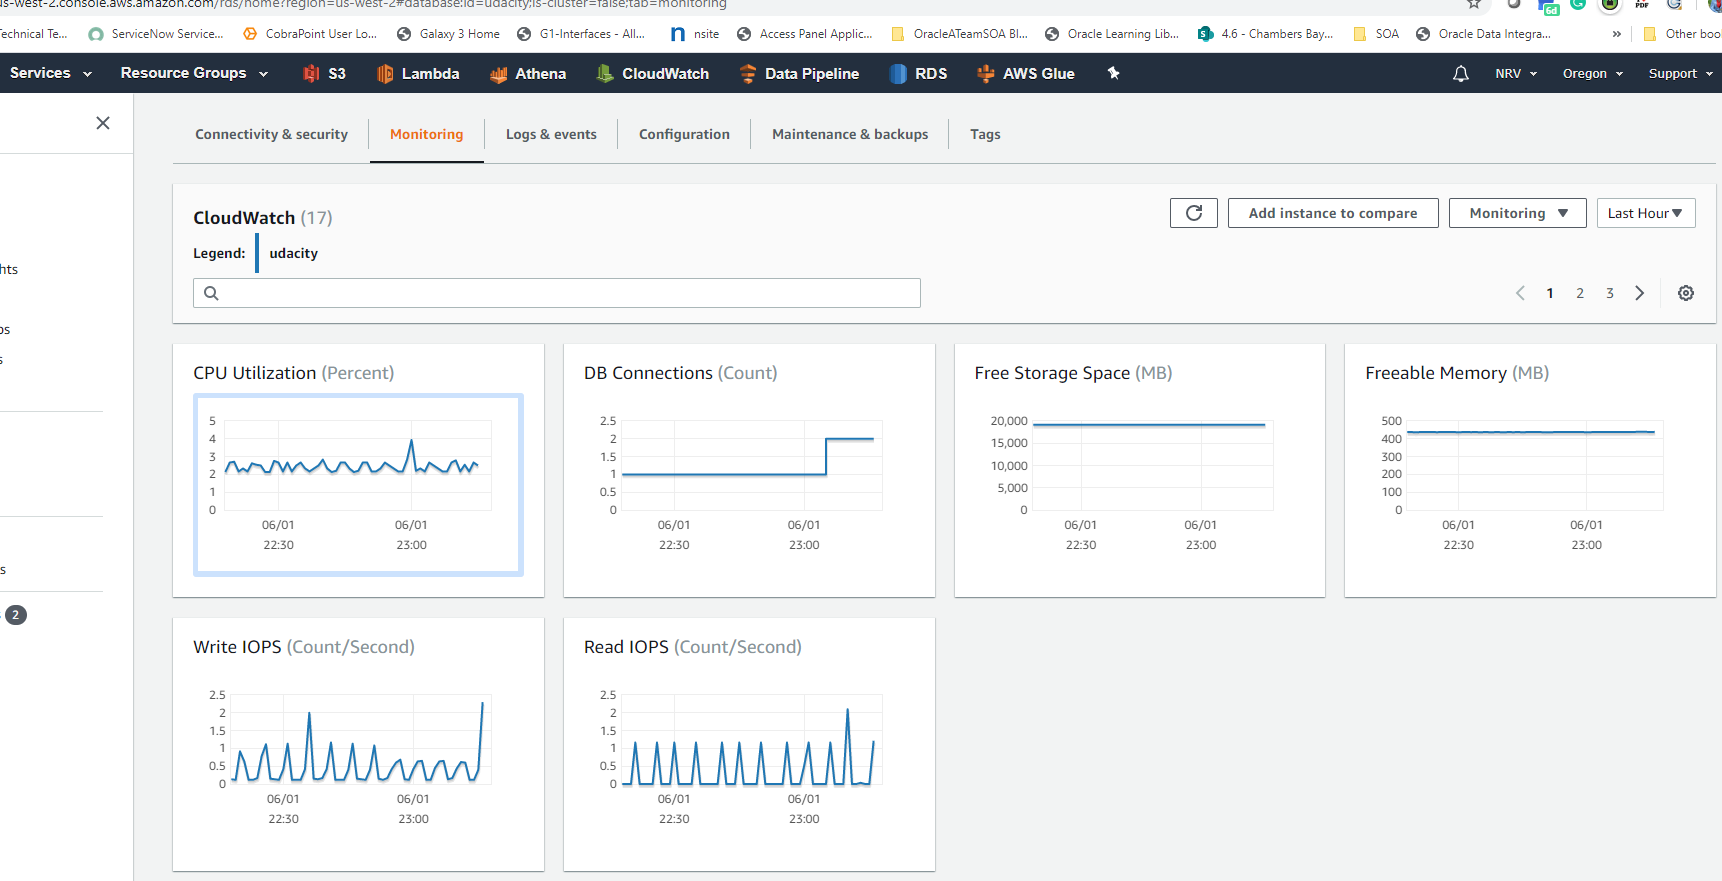 us-west-2.console.aws.amazon.com/rds/home?region=us-west-2#database:id=udacity;is-cluster=false;tab=monitoring
6d
PDF
Technical Te... ServiceNow Service... CobraPoint User Lo... Galaxy 3 Home G1-Interfaces - All... nsite Access Panel Applic... OracleATeamSOA Bl... Oracle Learning Lib... 4.6 - Chambers Bay... SOA Oracle Data Integra... » Other boo
Services Resource Groups S3 Lambda Athena CloudWatch Data Pipeline RDS AWS Glue NRV Oregon Support
Connectivity & security Monitoring Logs & events Configuration Maintenance & backups Tags
CloudWatch (17)
Add instance to compare Monitoring Last Hour
Legend: udacity
1 2 3
hts
ps
s
s
2
CPU Utilization (Percent)
5
4
3
2
1
0
06/01 06/01
22:30 23:00
DB Connections (Count)
2.5
2
1.5
1
0.5
0
06/01 06/01
22:30 23:00
Free Storage Space (MB)
20,000
15,000
10,000
5,000
0
06/01 06/01
22:30 23:00
Freeable Memory (MB)
500
400
300
200
100
0
06/01 06/01
22:30 23:00
Write IOPS (Count/Second)
2.5
2
1.5
1
0.5
0
06/01 06/01
22:30 23:00
Read IOPS (Count/Second)
2.5
2
1.5
1
0.5
0
06/01 06/01
22:30 23:00